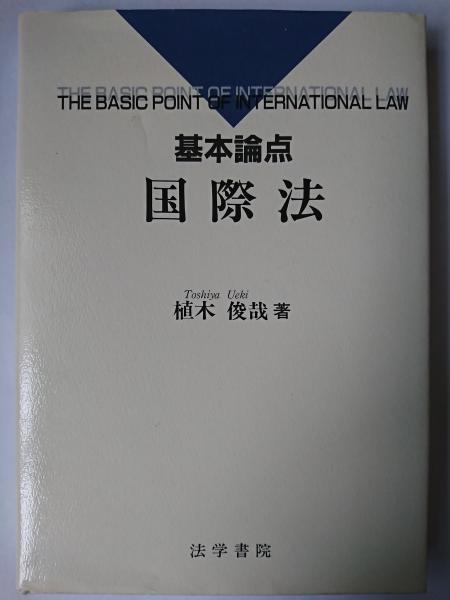 THE BASIC POINT OF INTERNATIONAL LAW
THE BASIC POINT OF INTERNATIONAL LAW
基本論点
国際法
Toshiya Ueki
植木 俊哉 著
法学書院